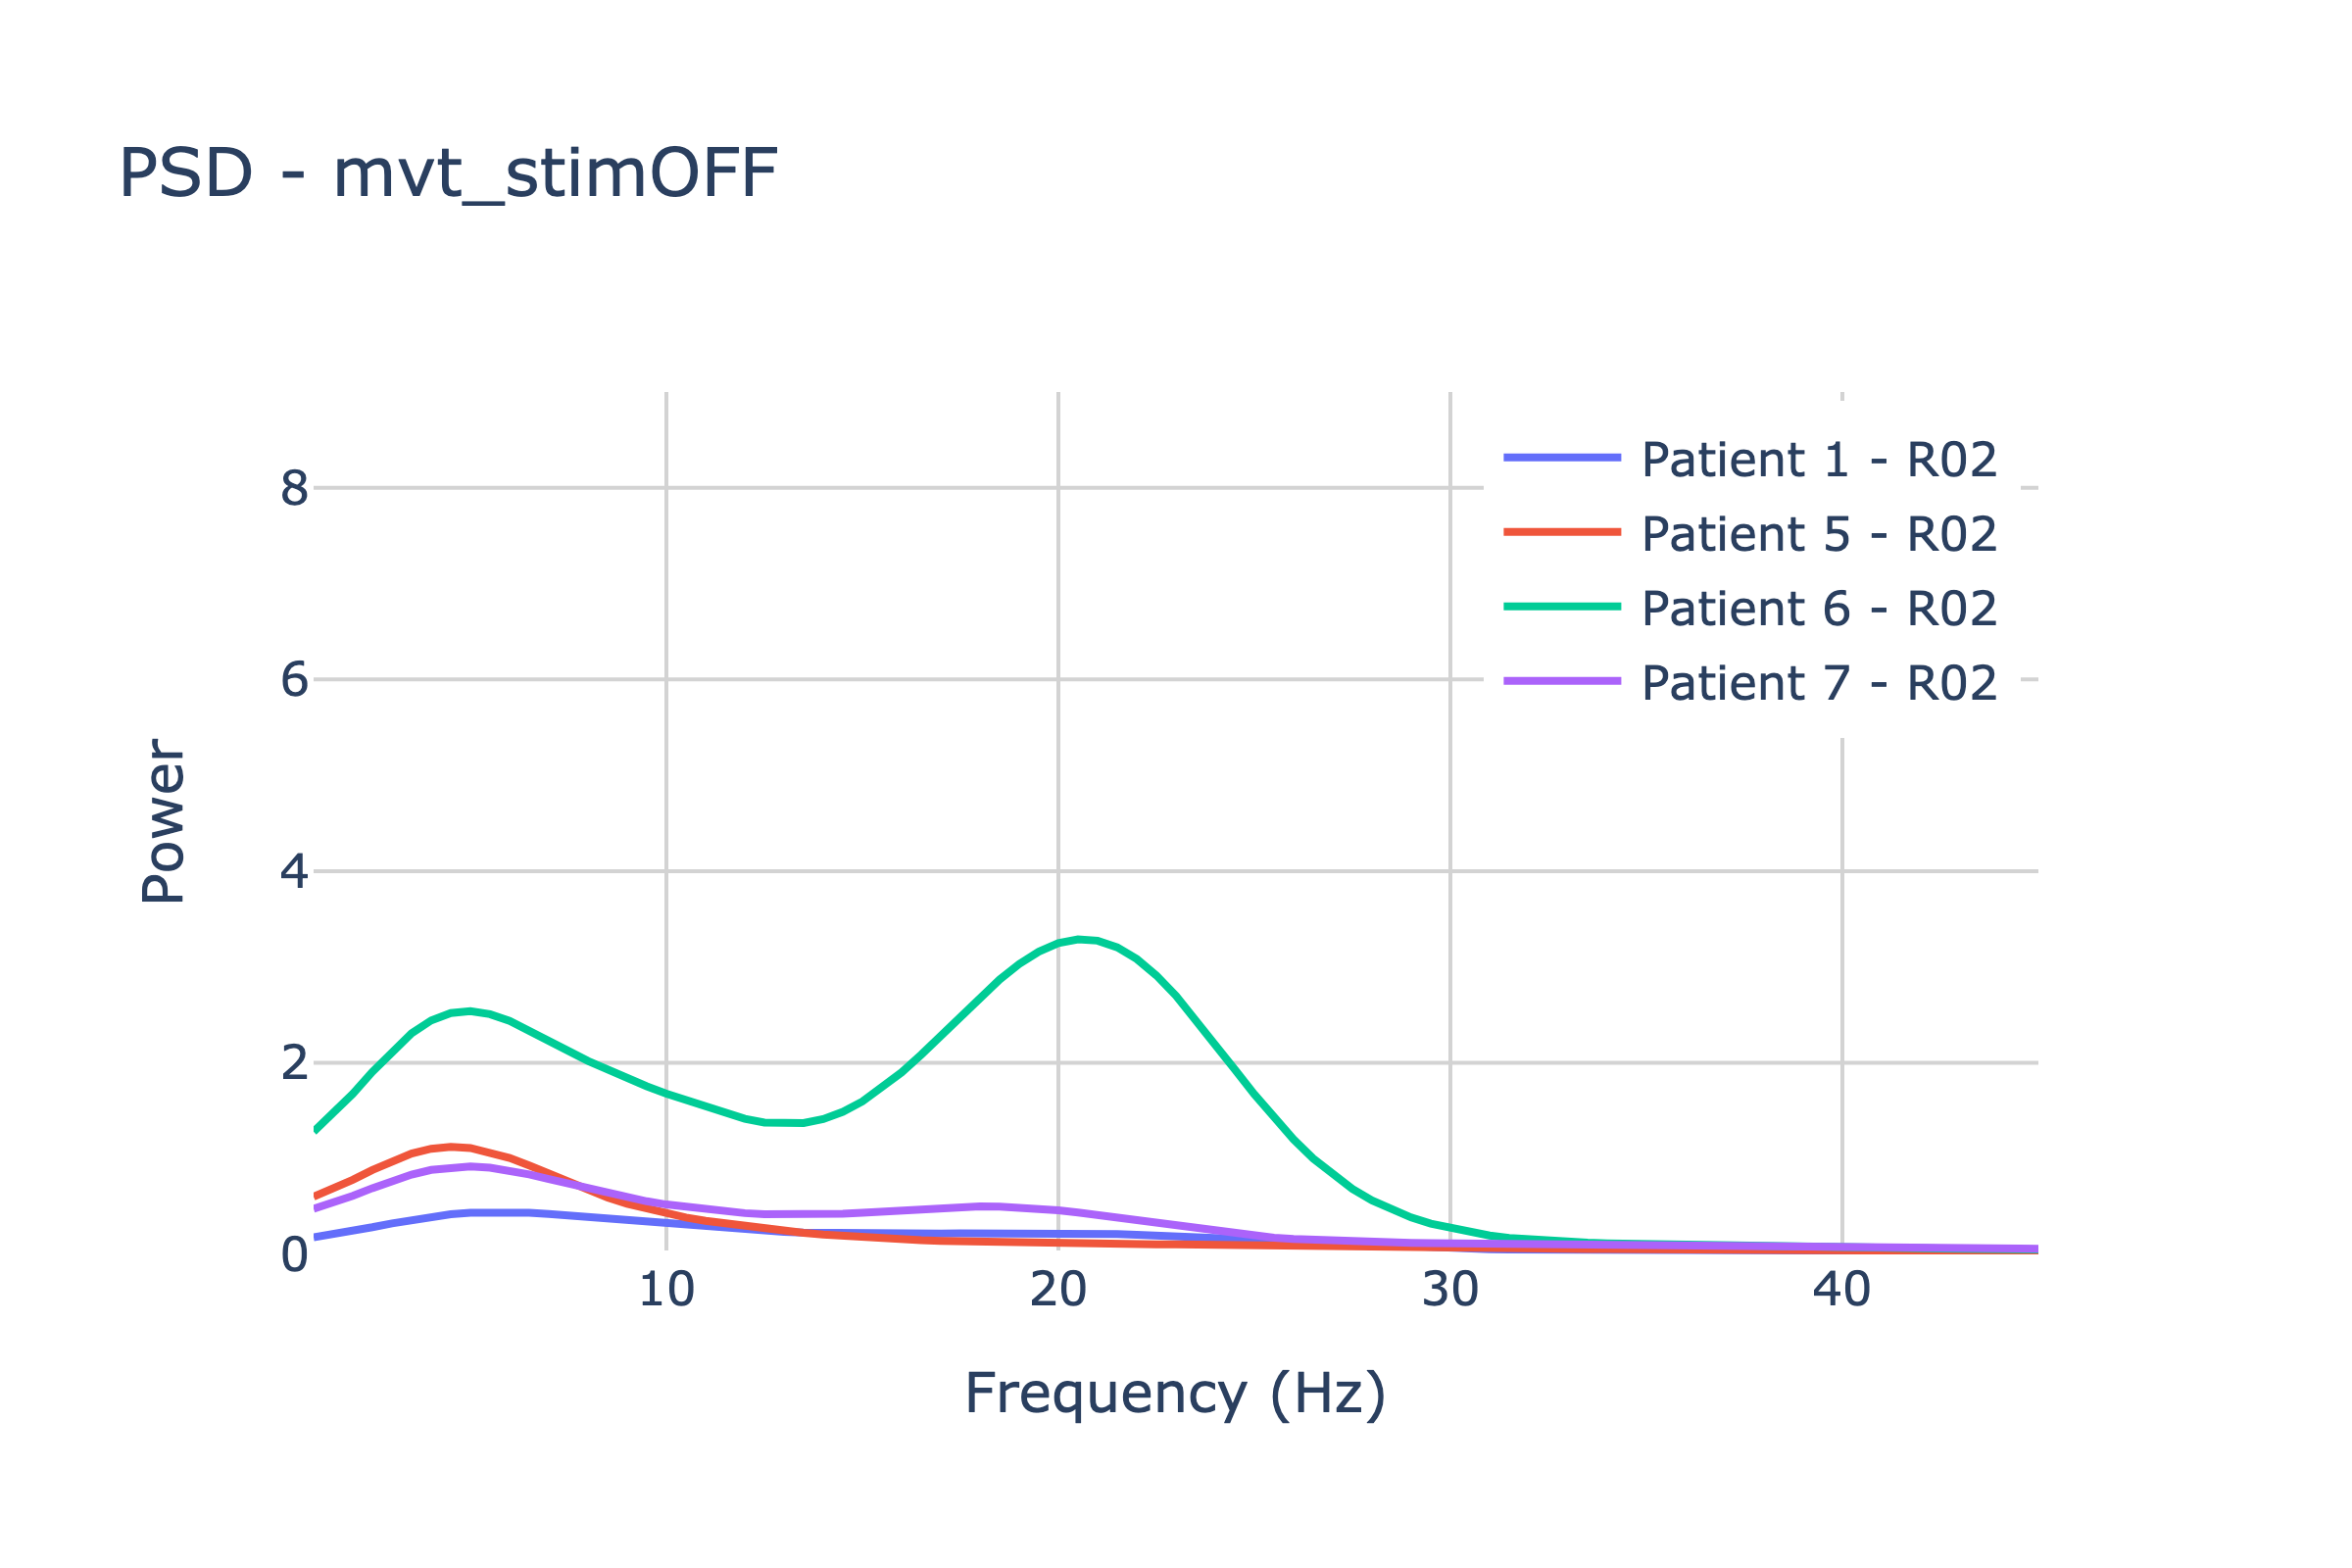 PSD - mvt_stimOFF
Patient 1 - R02
Patient 5 - R02
Patient 6 - R02
Patient 7 - R02
8
6
4
2
0
Power
10 20 30 40
Frequency (Hz)